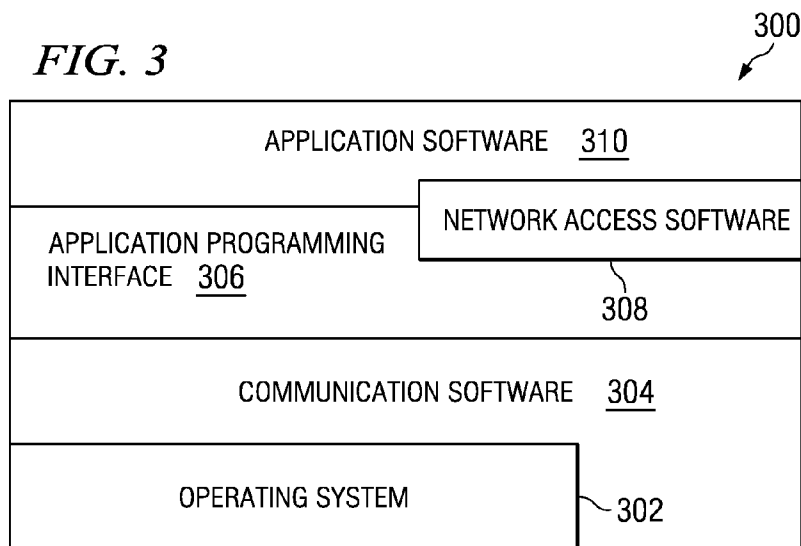 300
FIG. 3
APPLICATION SOFTWARE 310
NETWORK ACCESS SOFTWARE
APPLICATION PROGRAMMING
INTERFACE 306
308
COMMUNICATION SOFTWARE 304
OPERATING SYSTEM
302